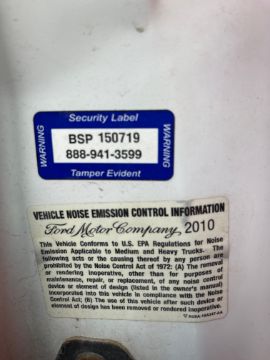 Security Label
WARNING
BSP 150719
888-941-3599
WARNING
Tamper Evident
VEHICLE NOISE EMISSION CONTROL INFORMATION
Ford Motor Company, 2010
This Vehicle Conforms to U.S. EPA Regulations for Noise
Emission Applicable to Medium and Heavy Trucks. The
following acts or the causing thereof by any person are
prohibited by the Noise Control Act of 1972: (A) The removal
or rendering inoperative, other than for purposes of
maintenance, repair, or replacement, of any noise control
device or element of design (listed in the owner's manual)
incorporated into this vehicle in compliance with the Noise
Control Act; (B) The use of this vehicle after such device or
element of design has been removed or rendered inoperative.